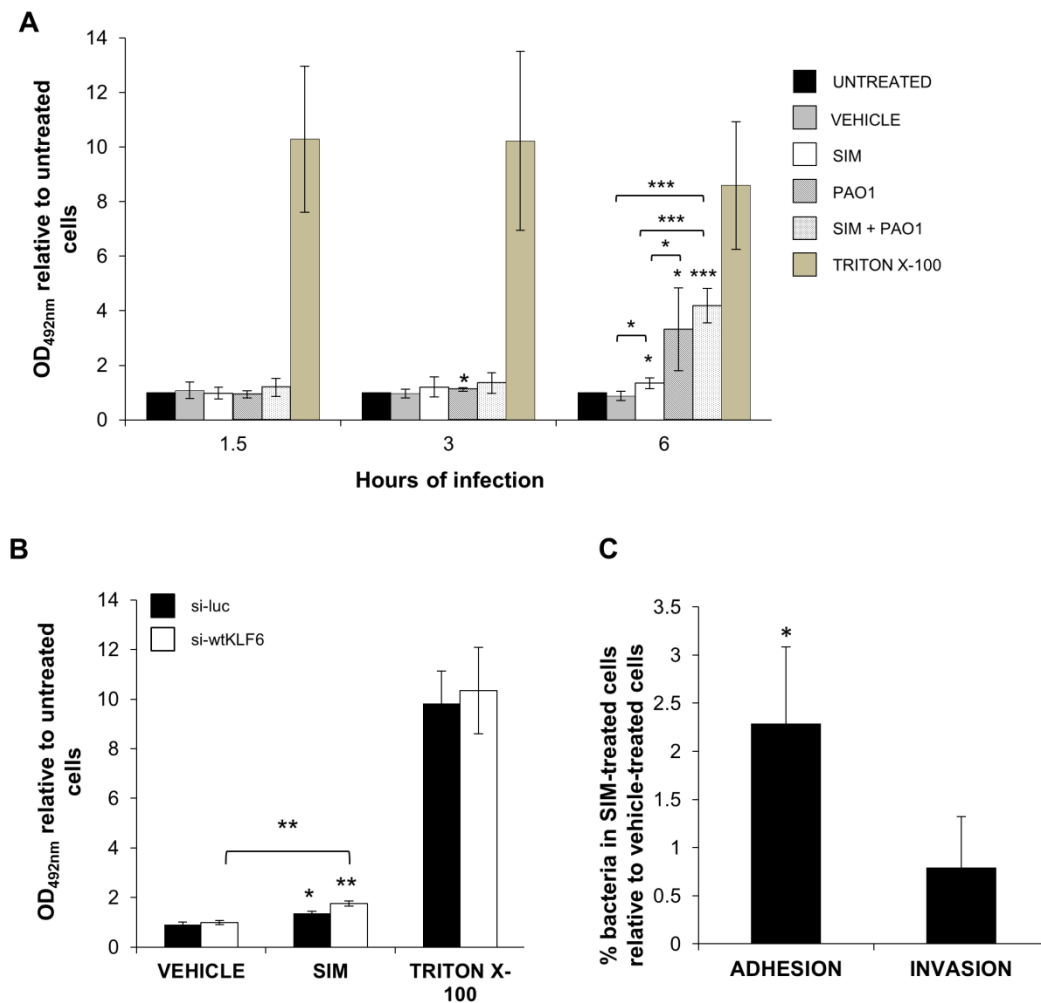 A
14
12
10
8
6
4
2
0
OD492nm relative to untreated
cells
1.5
3
6
Hours of infection
*
*
*
*
***
*
***
***
UNTREATED
VEHICLE
SIM
PAO1
SIM + PAO1
TRITON X-100
B
14
12
10
8
6
4
2
0
OD492nm relative to untreated
cells
si-luc
si-wtKLF6
**
*
**
VEHICLE
SIM
TRITON X-
100
C
3.5
3
2.5
2
1.5
1
0.5
0
% bacteria in SIM-treated cells
relative to vehicle-treated cells
*
ADHESION
INVASION